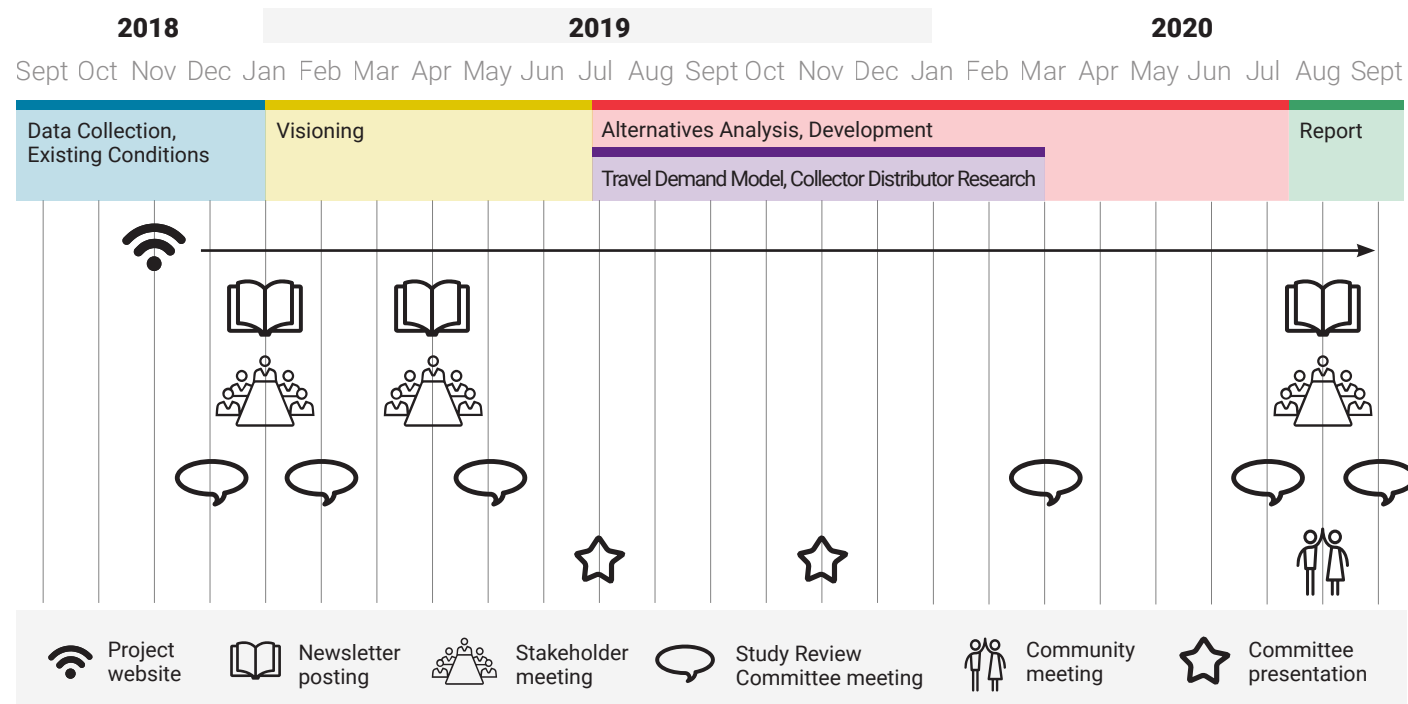 2018 2019 2020
Sept Oct Nov Dec Jan Feb Mar Apr May Jun Jul Aug Sept Oct Nov Dec Jan Feb Mar Apr May Jun Jul Aug Sept
Data Collection,
Existing Conditions
Visioning
Alternatives Analysis, Development
Travel Demand Model, Collector Distributor Research
Report
Project
website
Newsletter
posting
Stakeholder
meeting
Study Review
Committee meeting
Community
meeting
Committee
presentation